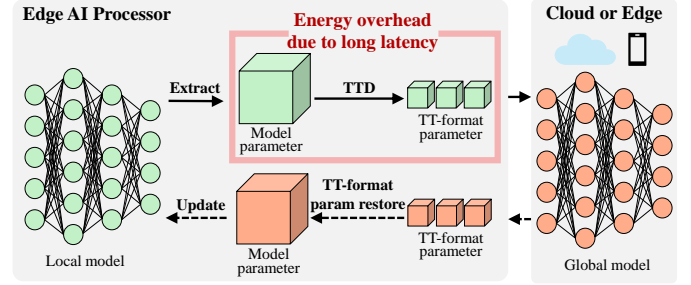 Edge AI Processor
Energy overhead
due to long latency
Cloud or Edge
Extract
TTD
Model
parameter
TT-format
parameter
Update
TT-format
param restore
Model
parameter
TT-format
parameter
Local model
Global model